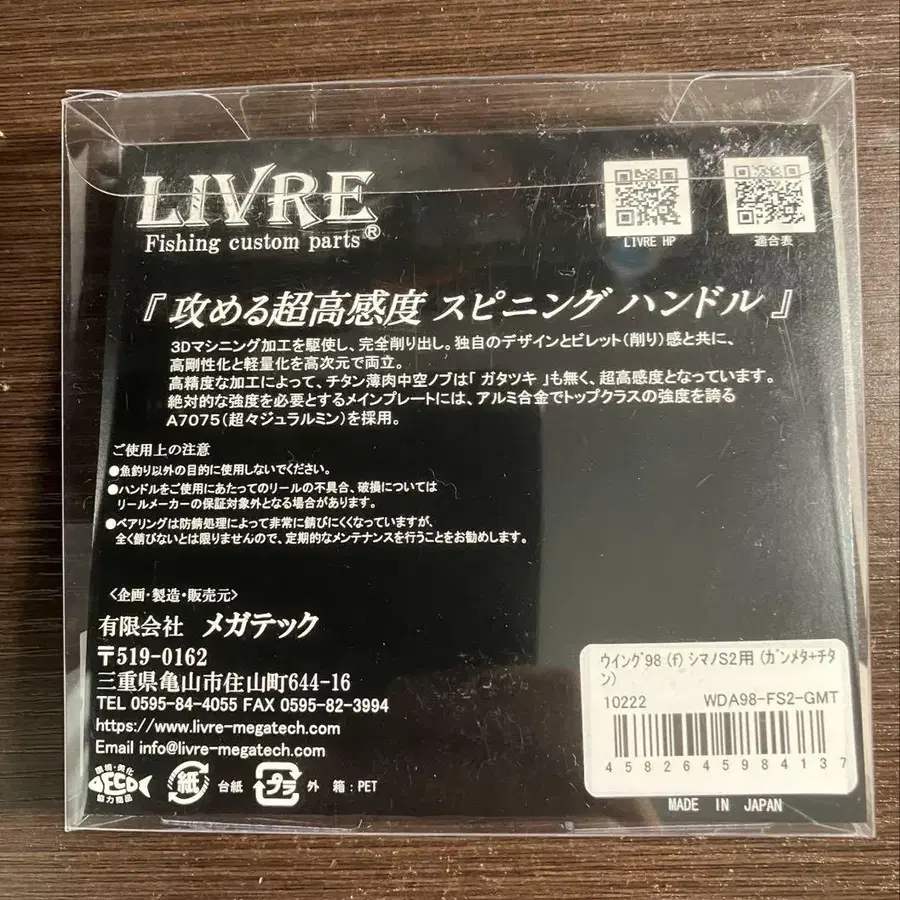 LIVRE
Fishing custom parts®
LIVRE HP
適合表
『 攻める超高感度 スピニング ハンドル 』
3Dマシニング加工を駆使し、完全削り出し。独自のデザインとビレット(削り)感と共に、
高剛性化と軽量化を高次元で両立。
高精度な加工によって、チタン薄肉中空ノブは「 ガタツキ 」も無く、超高感度となっています。
絶対的な強度を必要とするメインプレートには、アルミ合金でトップクラスの強度を誇る
A7075(超々ジュラルミン)を採用。
ご使用上の注意
●魚釣り以外の目的に使用しないでください。
●ハンドルをご使用にあたってのリールの不具合、破損については
リールメーカーの保証対象外となる場合があります。
●ベアリングは防錆処理によって非常に錆びにくくなっていますが、
全く錆びないとは限りませんので、定期的なメンテナンスを行うことをお勧めします。
<企画・製造・販売元>
有限会社 メガテック
〒519-0162
三重県亀山市住山町644-16
TEL 0595-84-4055 FAX 0595-82-3994
https://www.livre-megatech.com
Email info@livre-megatech.com
環境・美化
ECO
協力商品
紙 台紙 プラ 外 箱 : PET
ウイング98 (f) シマノS2用 (ガンメタ+チタ
ン)
10222 WDA98-FS2-GMT
4582645984137
MADE IN JAPAN